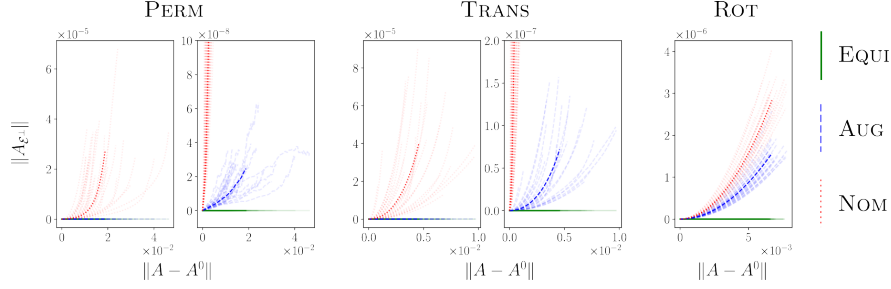 PERM
TRANS
ROT
×10⁻⁵
×10⁻⁸
×10⁻⁵
×10⁻⁷
×10⁻⁶
‖A_{ℰ⊥}‖
6
4
2
0
0 2 4
×10⁻²
10
8
6
4
2
0
0 2 4
×10⁻²
8
6
4
2
0
0.0 0.5 1.0
×10⁻²
2.0
1.5
1.0
0.5
0.0
0.0 0.5 1.0
×10⁻²
4
3
2
1
0
5
×10⁻³
‖A − A⁰‖
‖A − A⁰‖
‖A − A⁰‖
‖A − A⁰‖
‖A − A⁰‖
EQUI
AUG
NOM